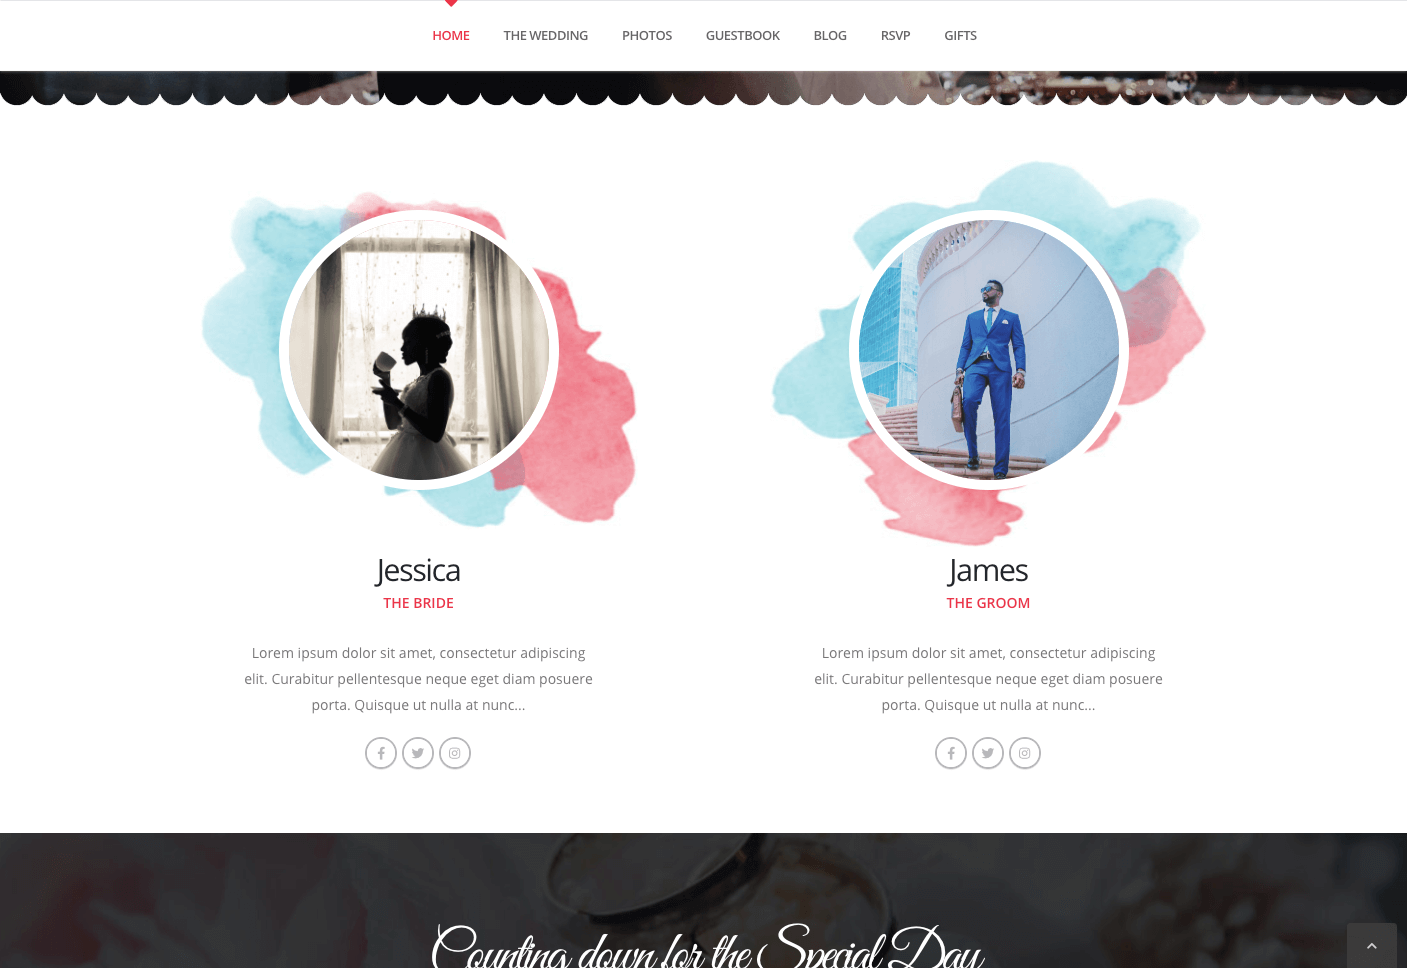 HOME THE WEDDING PHOTOS GUESTBOOK BLOG RSVP GIFTS
Jessica
THE BRIDE
Lorem ipsum dolor sit amet, consectetur adipiscing
elit. Curabitur pellentesque neque eget diam posuere
porta. Quisque ut nulla at nunc...
James
THE GROOM
Lorem ipsum dolor sit amet, consectetur adipiscing
elit. Curabitur pellentesque neque eget diam posuere
porta. Quisque ut nulla at nunc...
Counting down for the Special Day